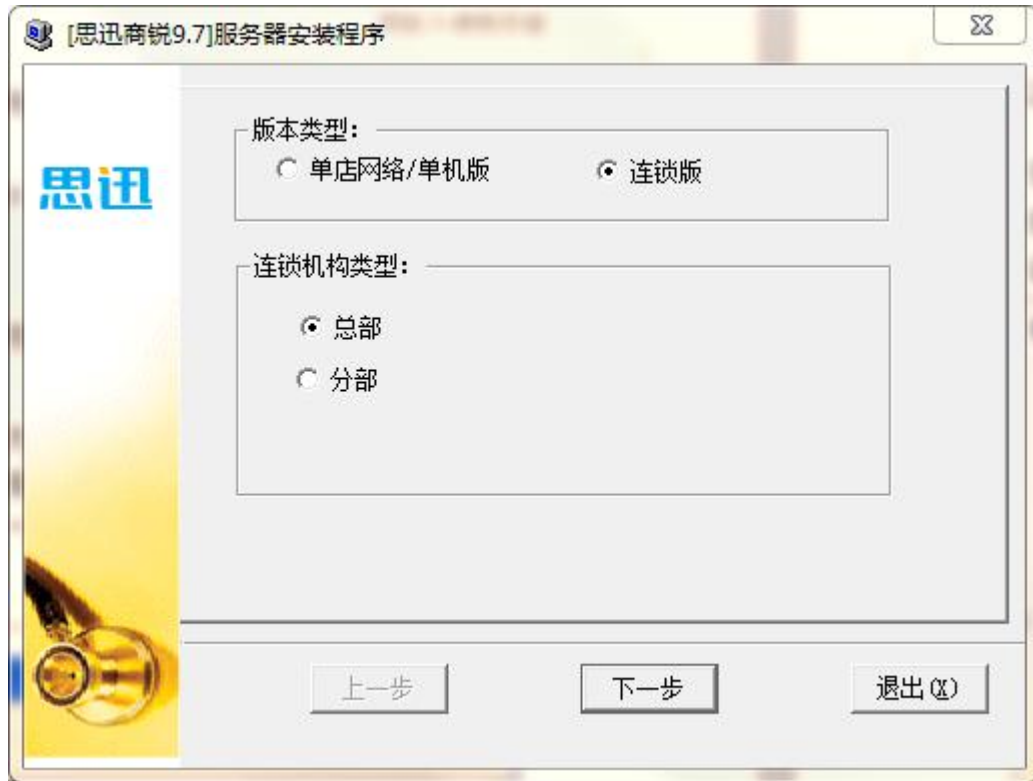 [思迅商锐9.7]服务器安装程序
思迅
版本类型:
单店网络/单机版 连锁版
连锁机构类型:
总部
分部
上一步 下一步 退出(X)